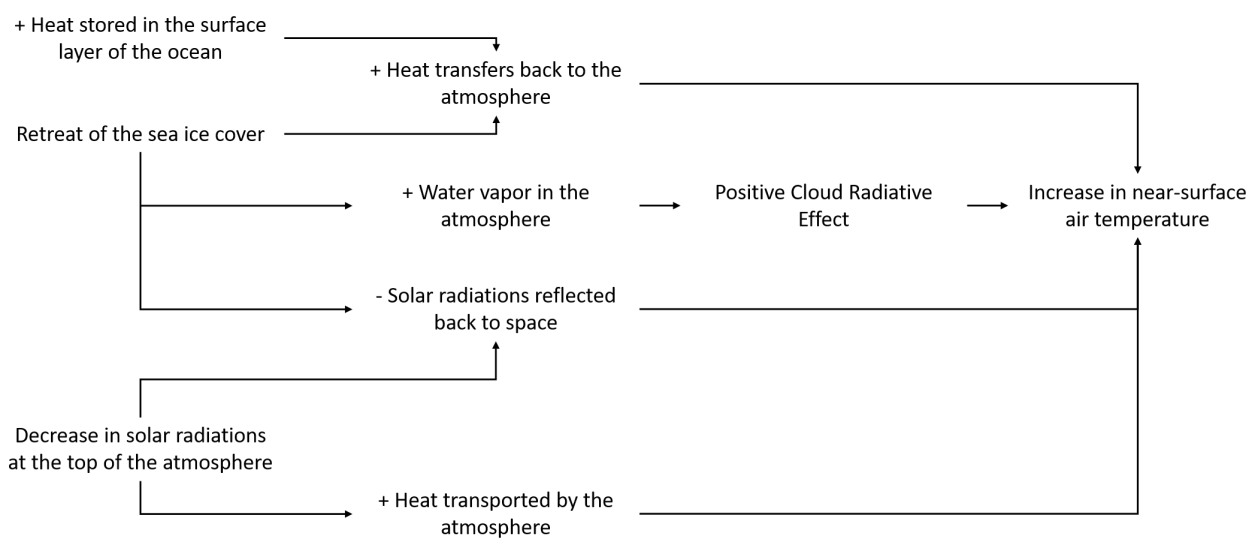 + Heat stored in the surface
layer of the ocean
+ Heat transfers back to the
atmosphere
Retreat of the sea ice cover
+ Water vapor in the
atmosphere
Positive Cloud Radiative
Effect
Increase in near-surface
air temperature
- Solar radiations reflected
back to space
Decrease in solar radiations
at the top of the atmosphere
+ Heat transported by the
atmosphere